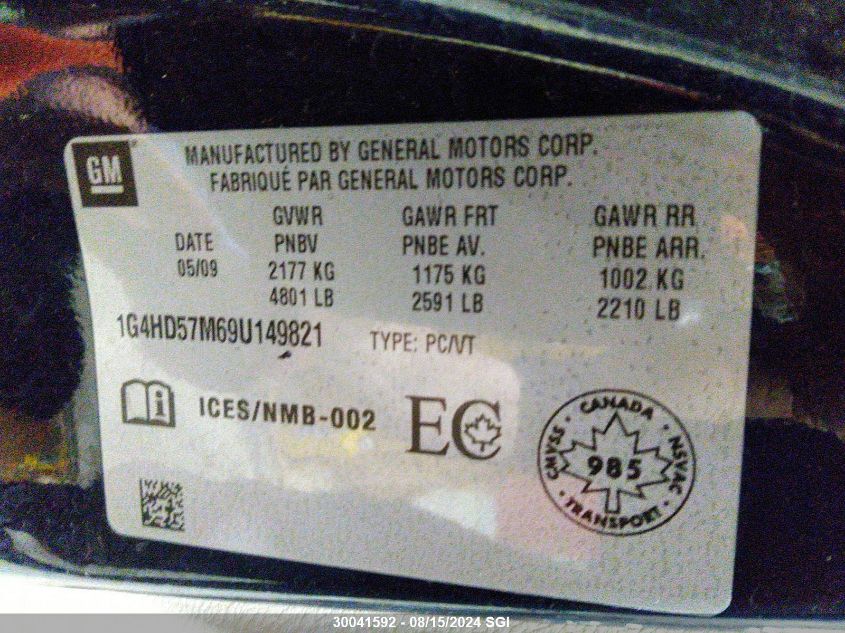 GM
MANUFACTURED BY GENERAL MOTORS CORP.
FABRIQUÉ PAR GENERAL MOTORS CORP.
GVWR GAWR FRT GAWR RR
DATE PNBV PNBE AV. PNBE ARR.
05/09 2177 KG 1175 KG 1002 KG
4801 LB 2591 LB 2210 LB
1G4HD57M69U149821 TYPE: PC/VT
i ICES/NMB-002 EC
CANADA
CMVSS 985 NSVAC
TRANSPORT
30041592 - 08/15/2024 SGI